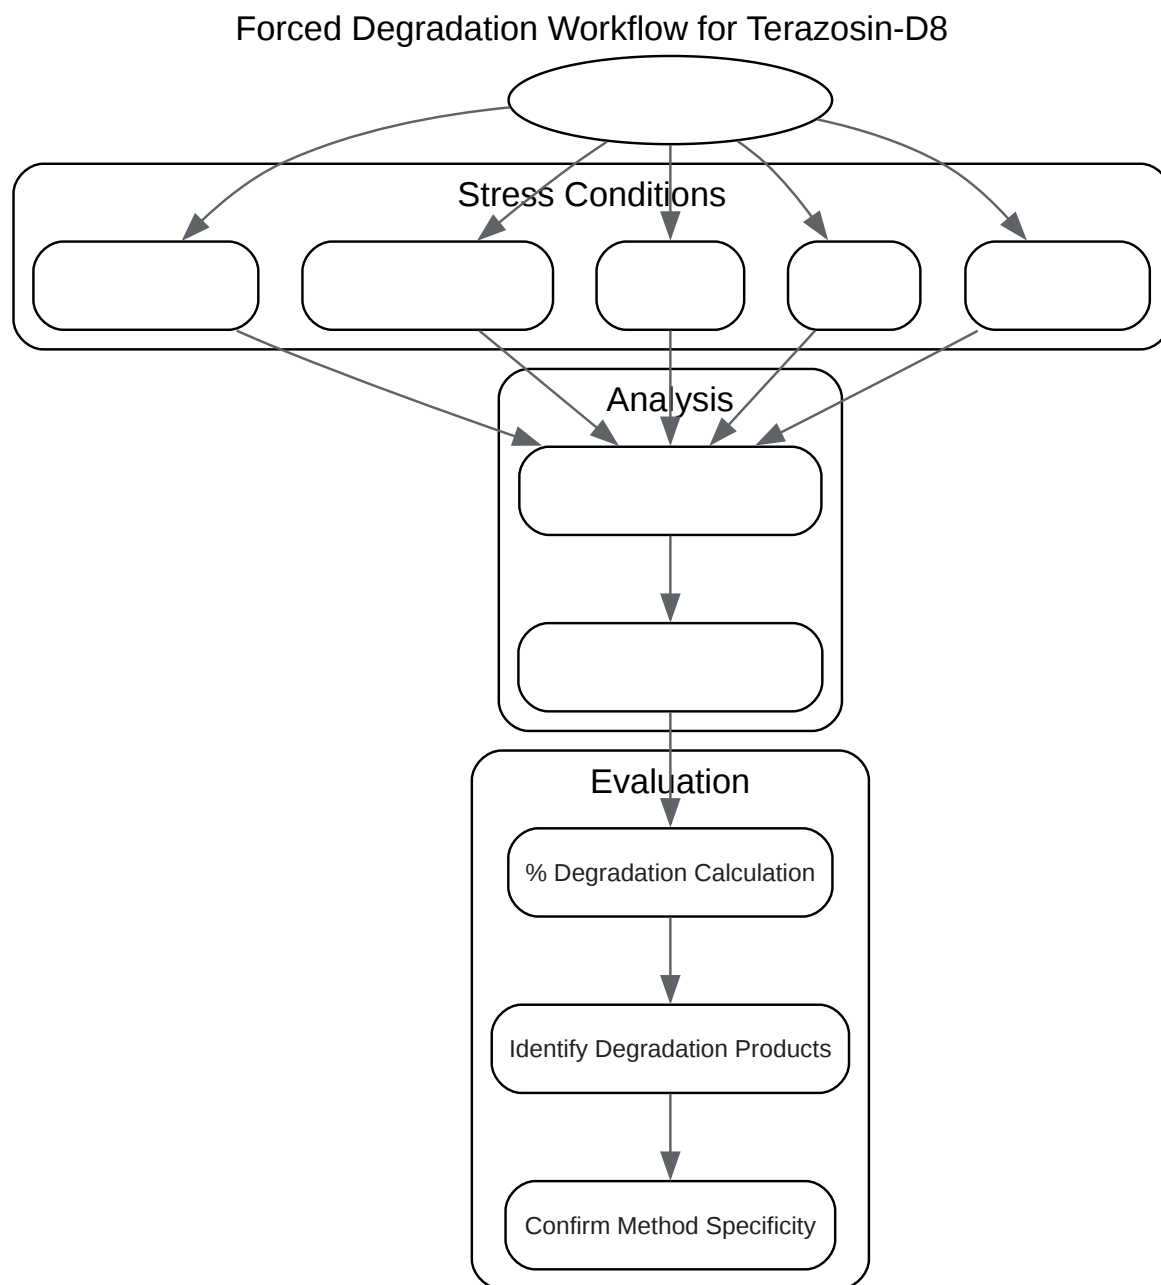 Forced Degradation Workflow for Terazosin-D8
Stress Conditions
Analysis
Evaluation
% Degradation Calculation
Identify Degradation Products
Confirm Method Specificity